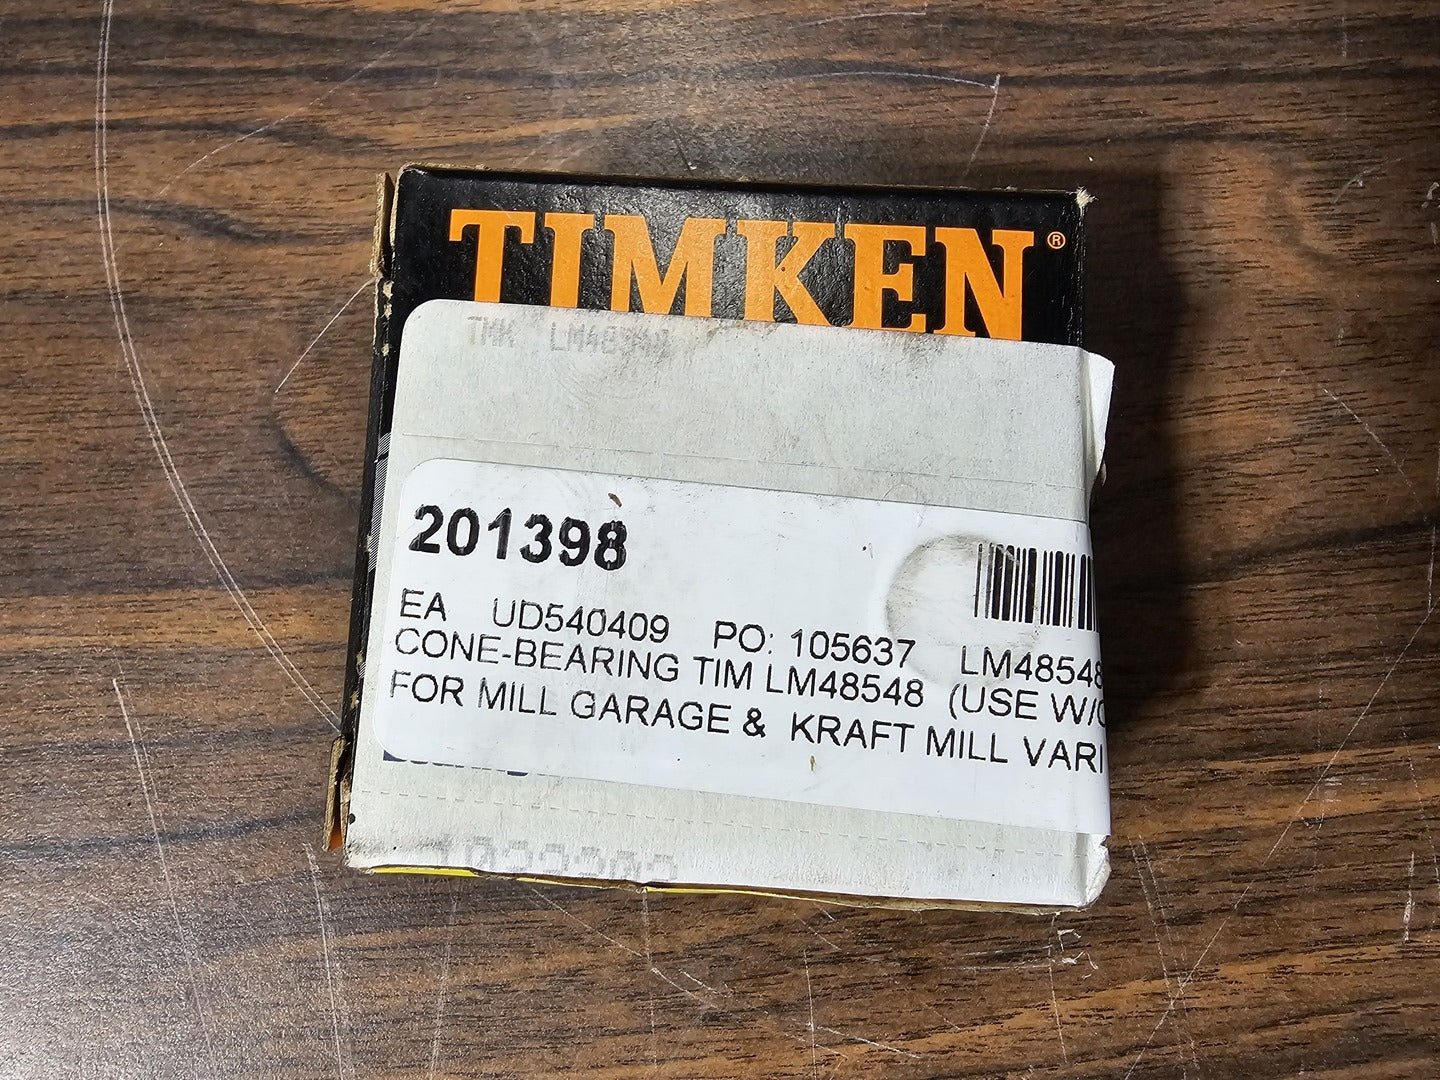 TIMKEN®
TMK LM48548
201398
EA UD540409 PO: 105637 LM48548
CONE-BEARING TIM LM48548 (USE W/C
FOR MILL GARAGE & KRAFT MILL VARI